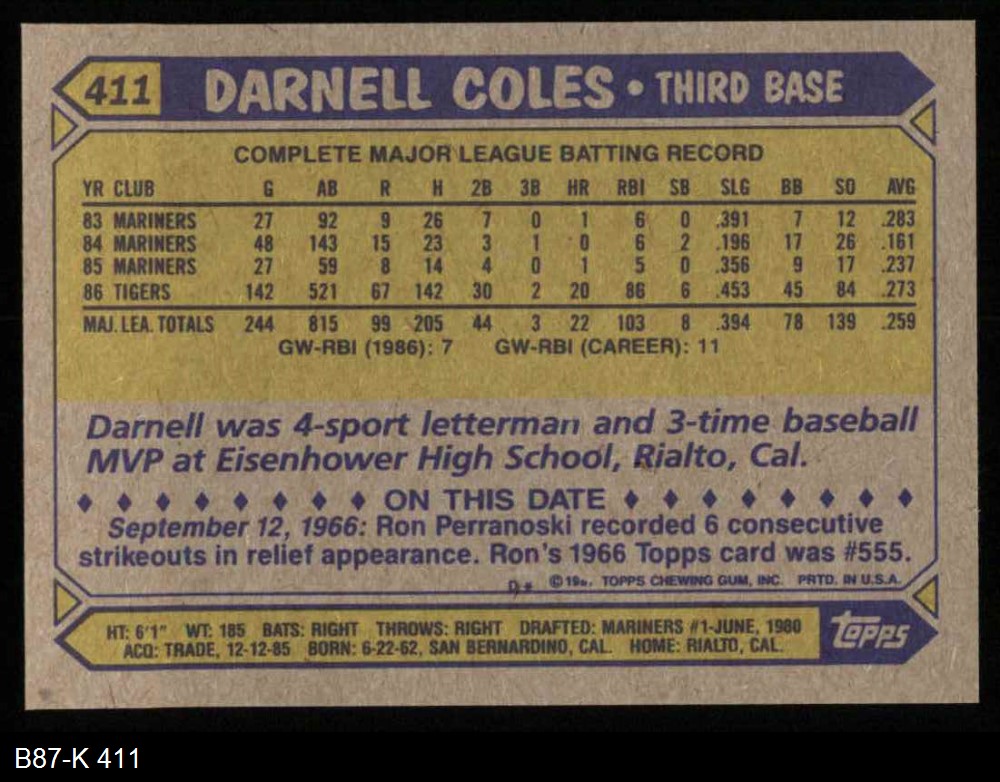 411 DARNELL COLES • THIRD BASE
COMPLETE MAJOR LEAGUE BATTING RECORD
YR CLUB G AB R H 2B 3B HR RBI SB SLG BB SO AVG
83 MARINERS 27 92 9 26 7 0 1 6 0 .391 7 12 .283
84 MARINERS 48 143 15 23 3 1 0 6 2 .196 17 26 .161
85 MARINERS 27 59 8 14 4 0 1 5 0 .356 9 17 .237
86 TIGERS 142 521 67 142 30 2 20 86 6 .453 45 84 .273
MAJ. LEA. TOTALS 244 815 99 205 44 3 22 103 8 .394 78 139 .259
GW-RBI (1986): 7 GW-RBI (CAREER): 11
Darnell was 4-sport letterman and 3-time baseball
MVP at Eisenhower High School, Rialto, Cal.
♦ ♦ ♦ ♦ ♦ ♦ ♦ ♦ ON THIS DATE ♦ ♦ ♦ ♦ ♦ ♦ ♦ ♦
September 12, 1966: Ron Perranoski recorded 6 consecutive
strikeouts in relief appearance. Ron's 1966 Topps card was #555.
D* © TOPPS CHEWING GUM, INC. PRTD. IN U.S.A.
HT: 6'1" WT: 185 BATS: RIGHT THROWS: RIGHT DRAFTED: MARINERS #1-JUNE, 1980
ACQ: TRADE, 12-12-85 BORN: 6-22-62, SAN BERNARDINO, CAL. HOME: RIALTO, CAL.
topps
B87-K 411